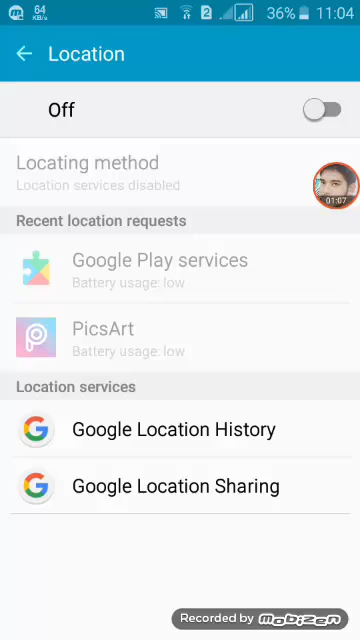 64 KB/s 2 36% 11:04
Location
Off
Locating method
Location services disabled
01:07
Recent location requests
Google Play services
Battery usage: low
PicsArt
Battery usage: low
Location services
Google Location History
Google Location Sharing
Recorded by mobizen